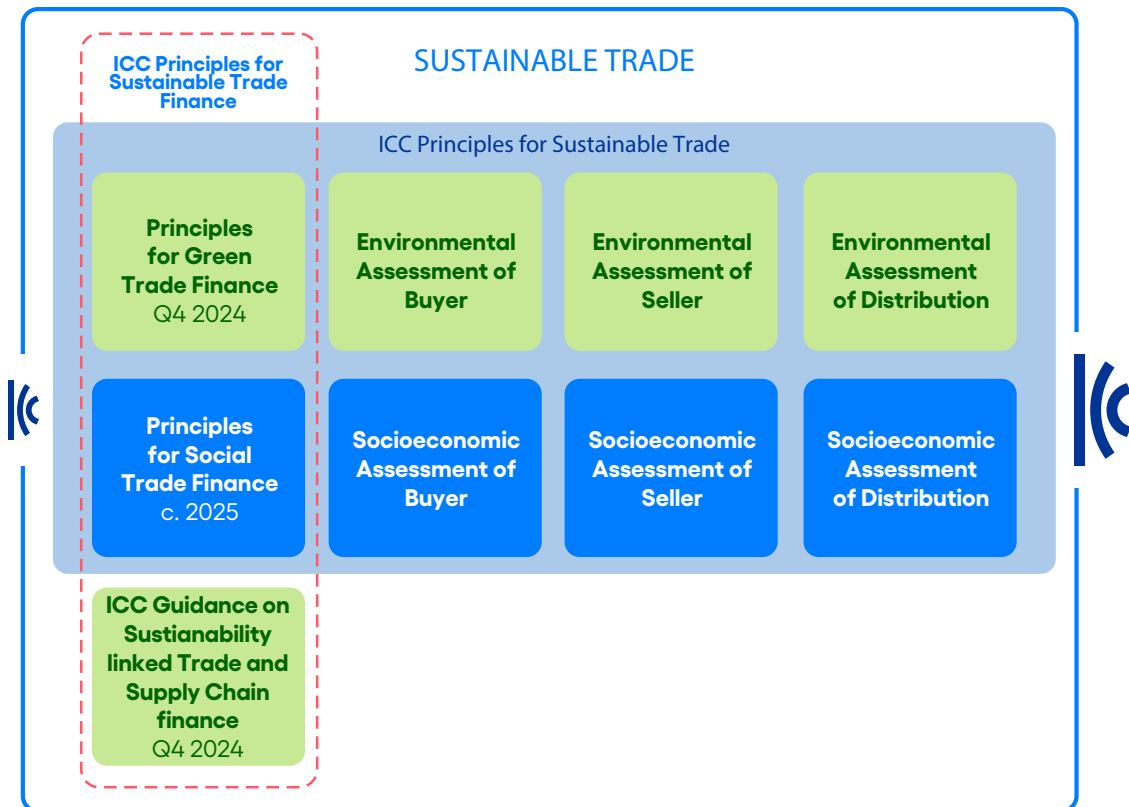 ICC Principles for
Sustainable Trade
Finance
SUSTAINABLE TRADE
ICC Principles for Sustainable Trade
Principles
for Green
Trade Finance
Q4 2024
Environmental
Assessment of
Buyer
Environmental
Assessment of
Seller
Environmental
Assessment
of Distribution
Principles
for Social
Trade Finance
c. 2025
Socioeconomic
Assessment of
Buyer
Socioeconomic
Assessment of
Seller
Socioeconomic
Assessment
of Distribution
ICC Guidance on
Sustianability
linked Trade and
Supply Chain
finance
Q4 2024